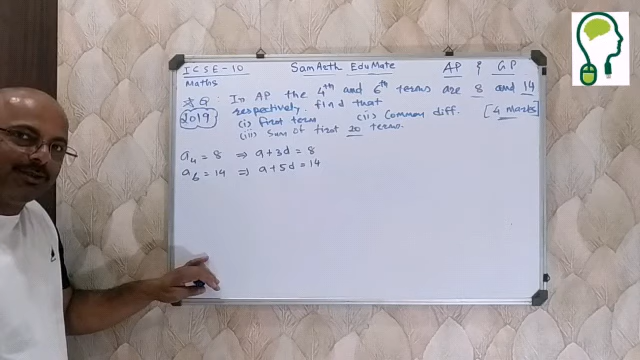 ICSE-10 SamArth EduMate AP & GP
Maths
*Q: In AP the 4th and 6th terms are 8 and 14
2019 respectively. Find that
(i) First term (ii) Common diff. [4 Marks]
(iii) Sum of first 20 terms.
a4 = 8 ⇒ a+3d = 8
a6 = 14 ⇒ a+5d = 14